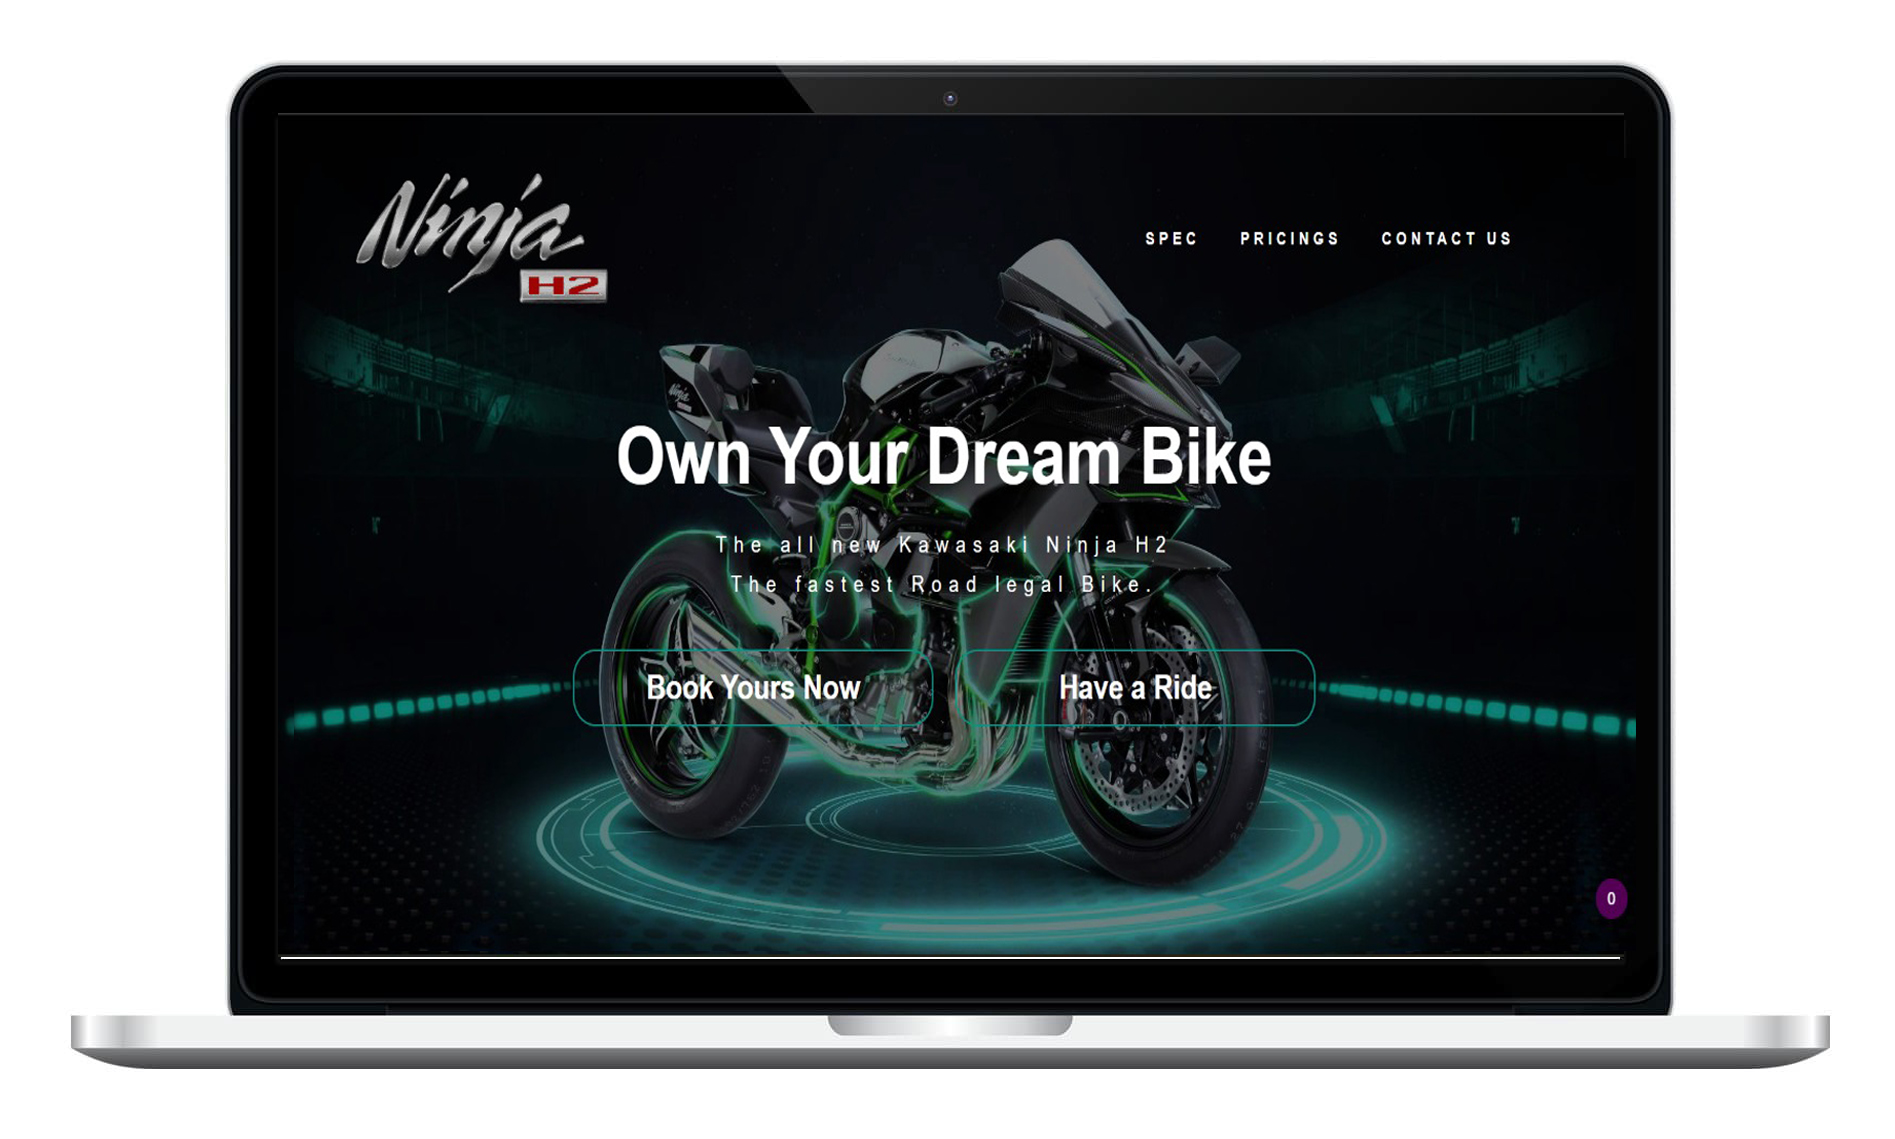 Ninja
H2
SPEC PRICINGS CONTACT US
Ninja
Own Your Dream Bike
The all new Kawasaki Ninja H2
The fastest Road legal Bike.
Book Yours Now Have a Ride
0